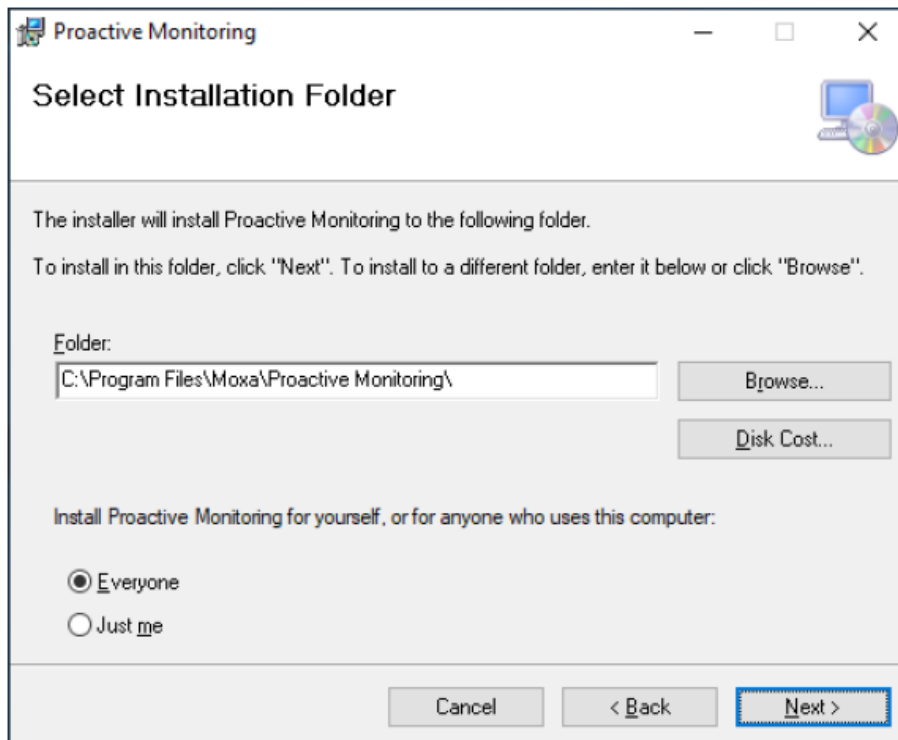 Proactive Monitoring
Select Installation Folder
The installer will install Proactive Monitoring to the following folder.
To install in this folder, click "Next". To install to a different folder, enter it below or click "Browse".
Folder:
C:\Program Files\Moxa\Proactive Monitoring\
Browse...
Disk Cost...
Install Proactive Monitoring for yourself, or for anyone who uses this computer:
Everyone
Just me
Cancel
< Back
Next >